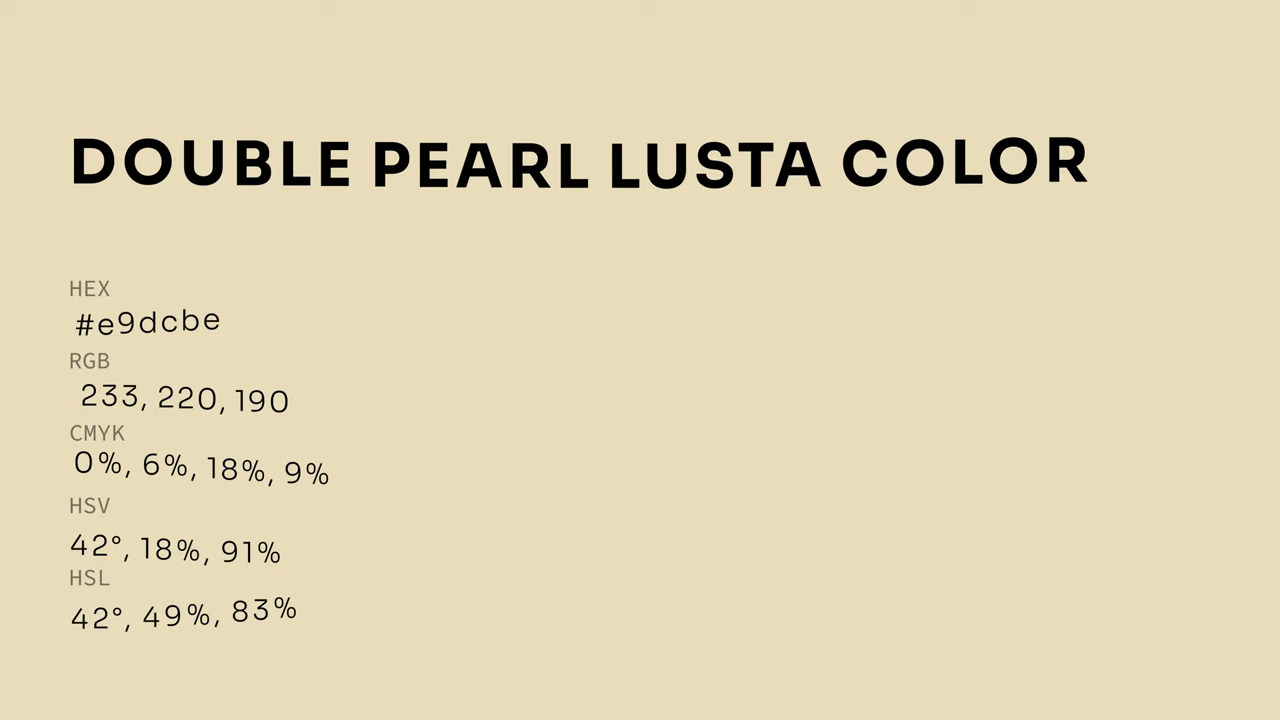 DOUBLE PEARL LUSTA COLOR
HEX
#e9dcbe
RGB
233, 220, 190
CMYK
0%, 6%, 18%, 9%
HSV
42°, 18%, 91%
HSL
42°, 49%, 83%